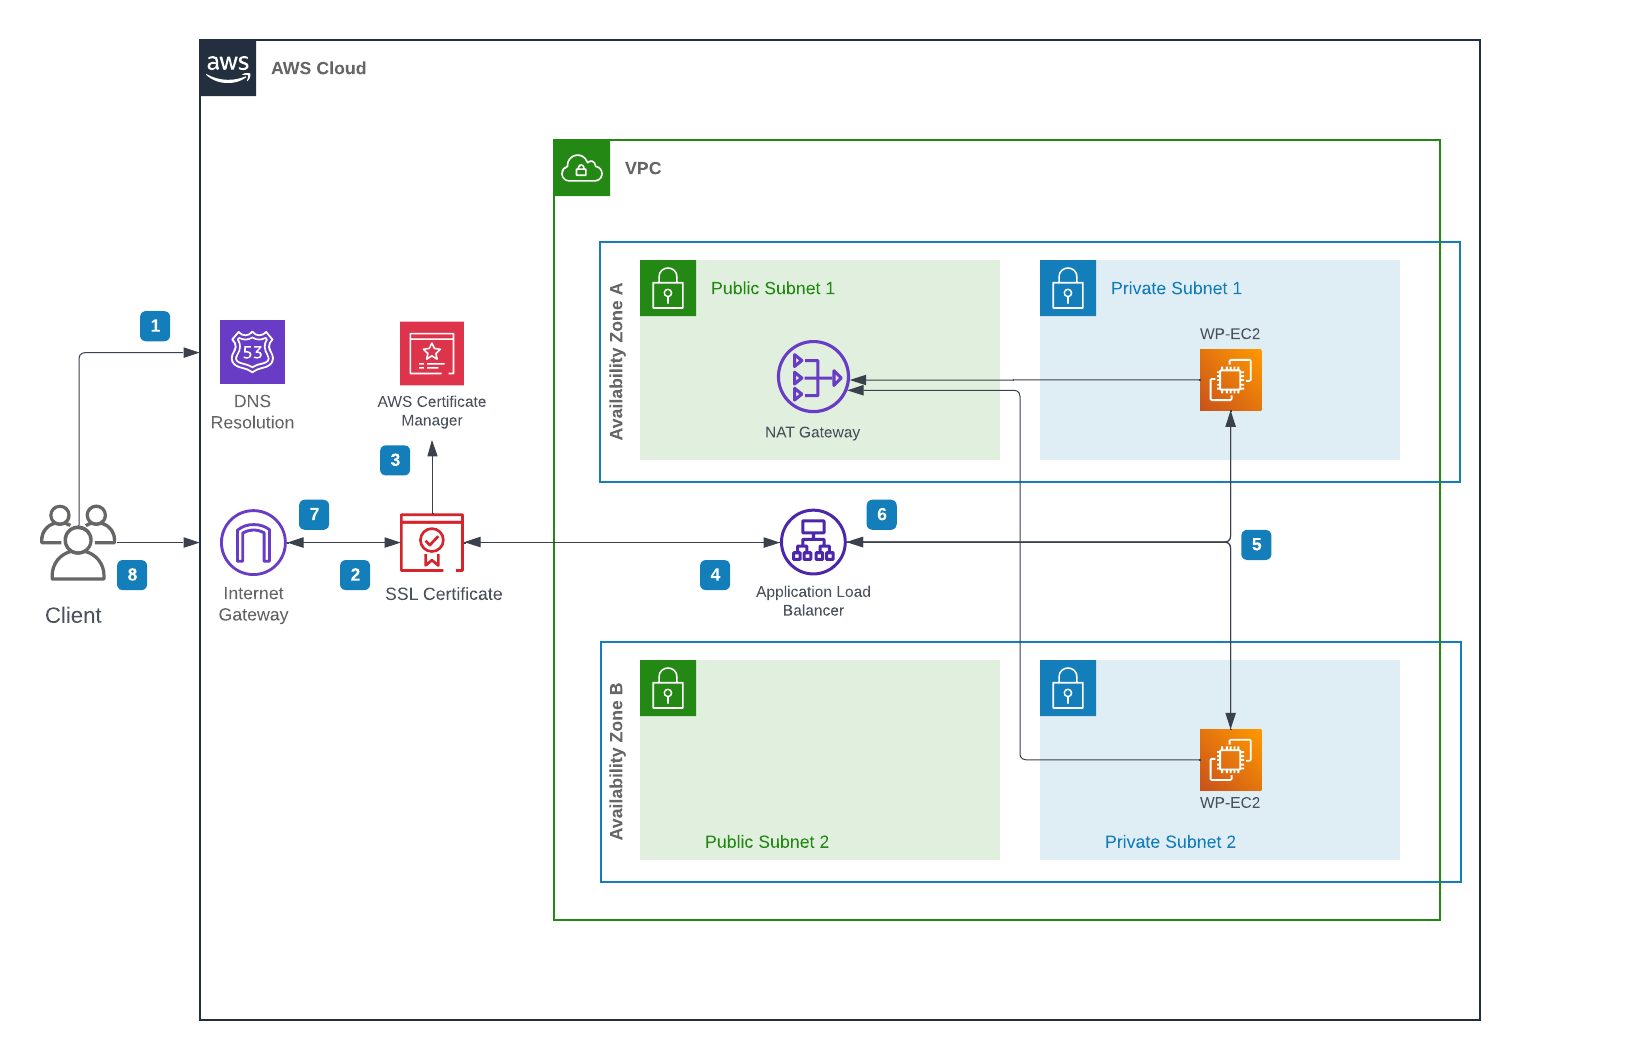 aws
AWS Cloud
VPC
Availability Zone A
Public Subnet 1
Private Subnet 1
WP-EC2
NAT Gateway
1
53
DNS
Resolution
AWS Certificate
Manager
3
7
2
8
Client
Internet
Gateway
SSL Certificate
4
6
5
Application Load
Balancer
Availability Zone B
WP-EC2
Public Subnet 2
Private Subnet 2